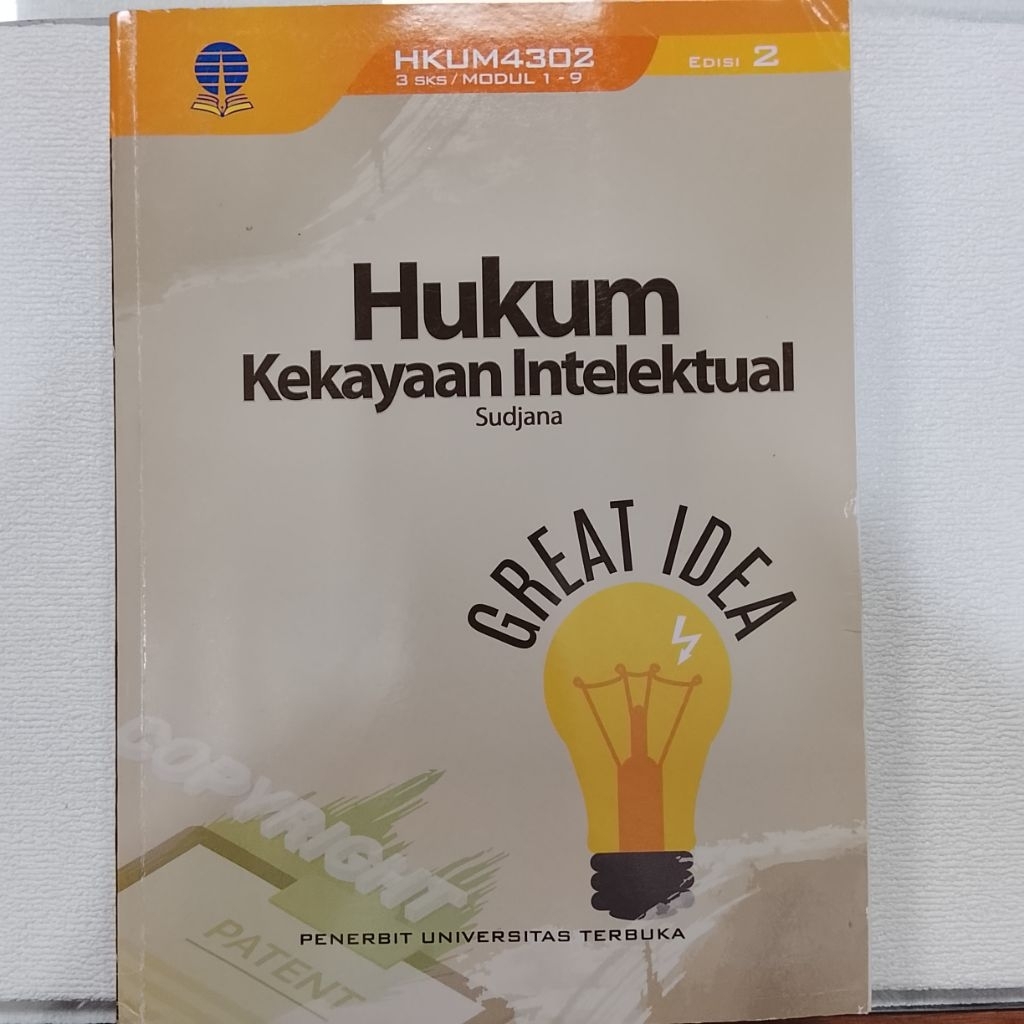 HKUM4302
3 SKS / MODUL 1 - 9
EDISI 2
Hukum
Kekayaan Intelektual
Sudjana
GREAT IDEA
COPYRIGHT
PATENT
PENERBIT UNIVERSITAS TERBUKA